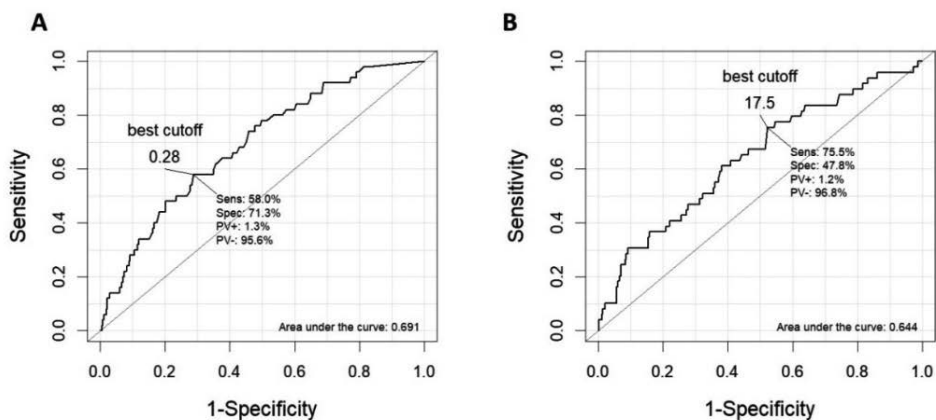 A
Sensitivity
1.0
0.8
0.6
0.4
0.2
0.0
best cutoff
0.28
Sens: 58.0%
Spec: 71.3%
PV+: 1.3%
PV-: 95.6%
Area under the curve: 0.691
0.0 0.2 0.4 0.6 0.8 1.0
1-Specificity
B
Sensitivity
1.0
0.8
0.6
0.4
0.2
0.0
best cutoff
17.5
Sens: 75.5%
Spec: 47.8%
PV+: 1.2%
PV-: 96.8%
Area under the curve: 0.644
0.0 0.2 0.4 0.6 0.8 1.0
1-Specificity